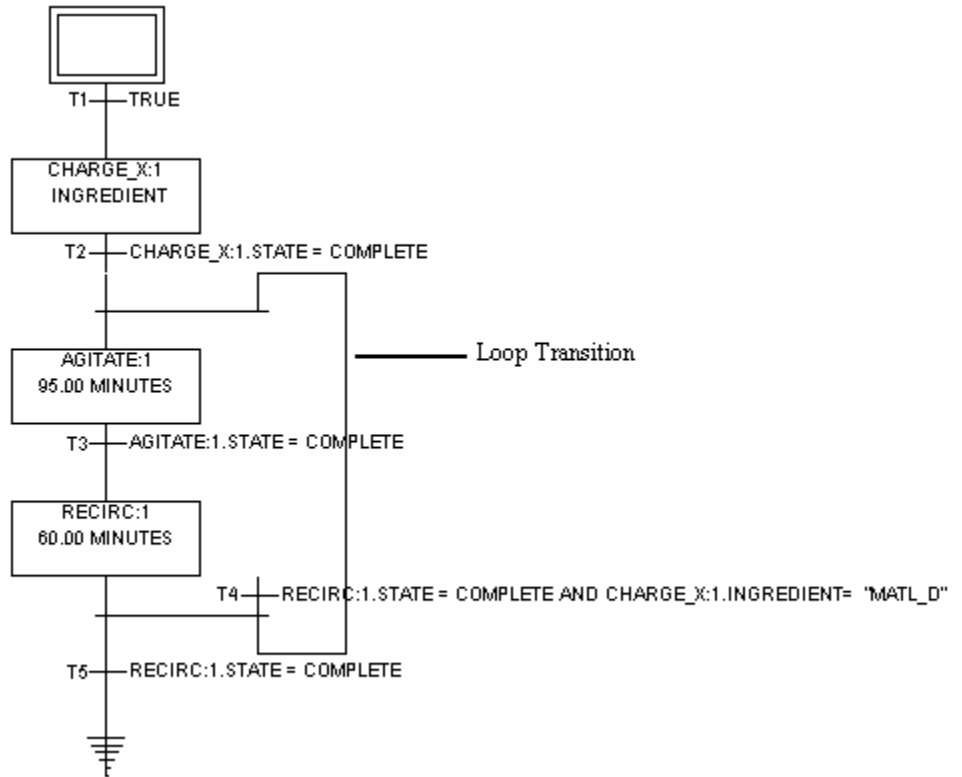 T1 TRUE
CHARGE_X:1
INGREDIENT
T2 CHARGE_X:1.STATE = COMPLETE
Loop Transition
AGITATE:1
95.00 MINUTES
T3 AGITATE:1.STATE = COMPLETE
RECIRC:1
60.00 MINUTES
T4 RECIRC:1.STATE = COMPLETE AND CHARGE_X:1.INGREDIENT= "MATL_D"
T5 RECIRC:1.STATE = COMPLETE